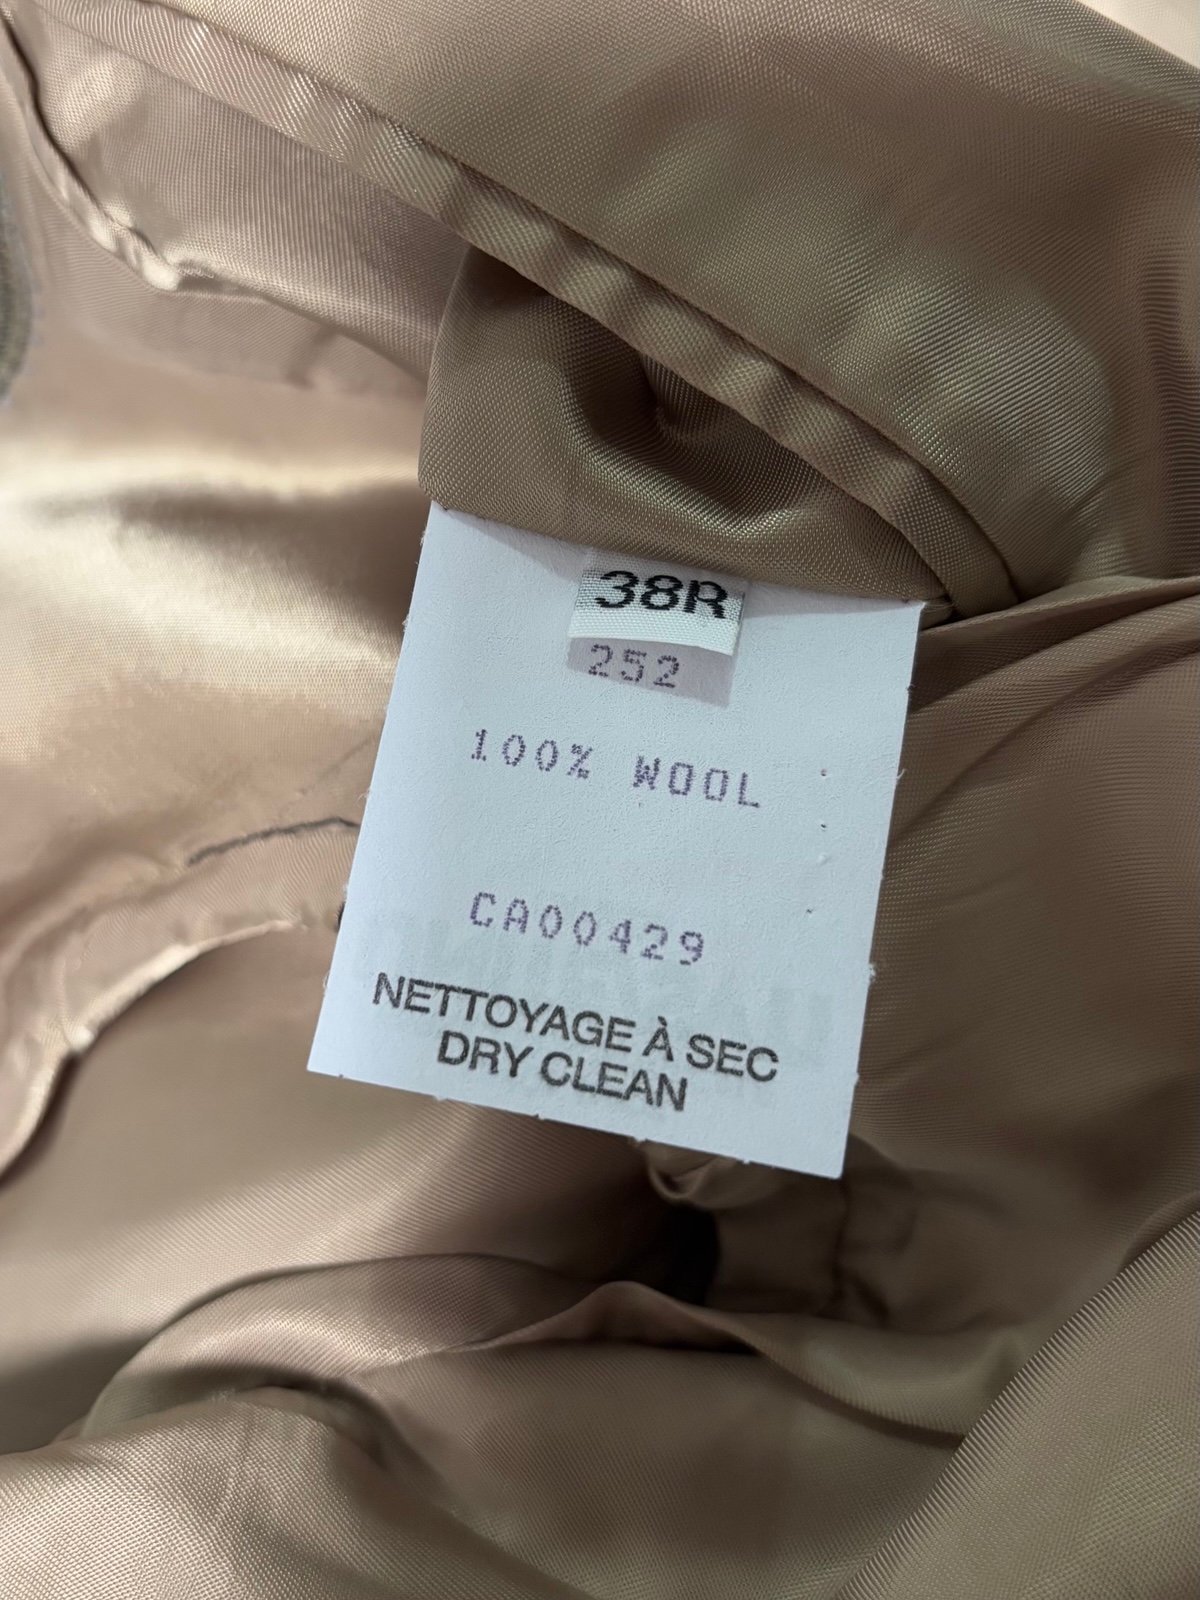 38R
252
100% WOOL
CA00429
NETTOYAGE À SEC
DRY CLEAN